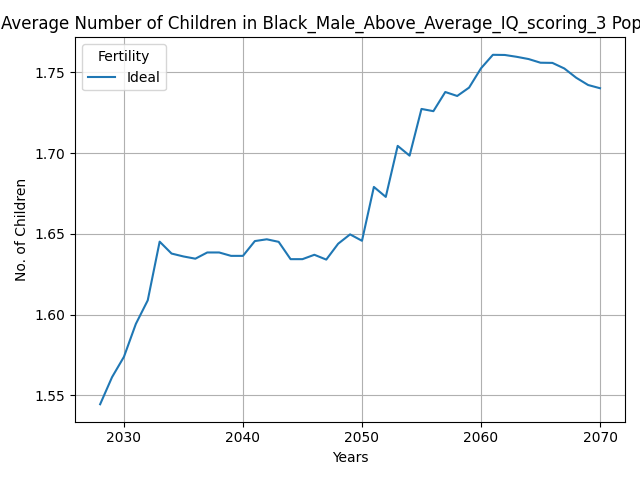 Average Number of Children in Black_Male_Above_Average_IQ_scoring_3 Pop
Fertility
Ideal
No. of Children
1.75
1.70
1.65
1.60
1.55
2030 2040 2050 2060 2070
Years